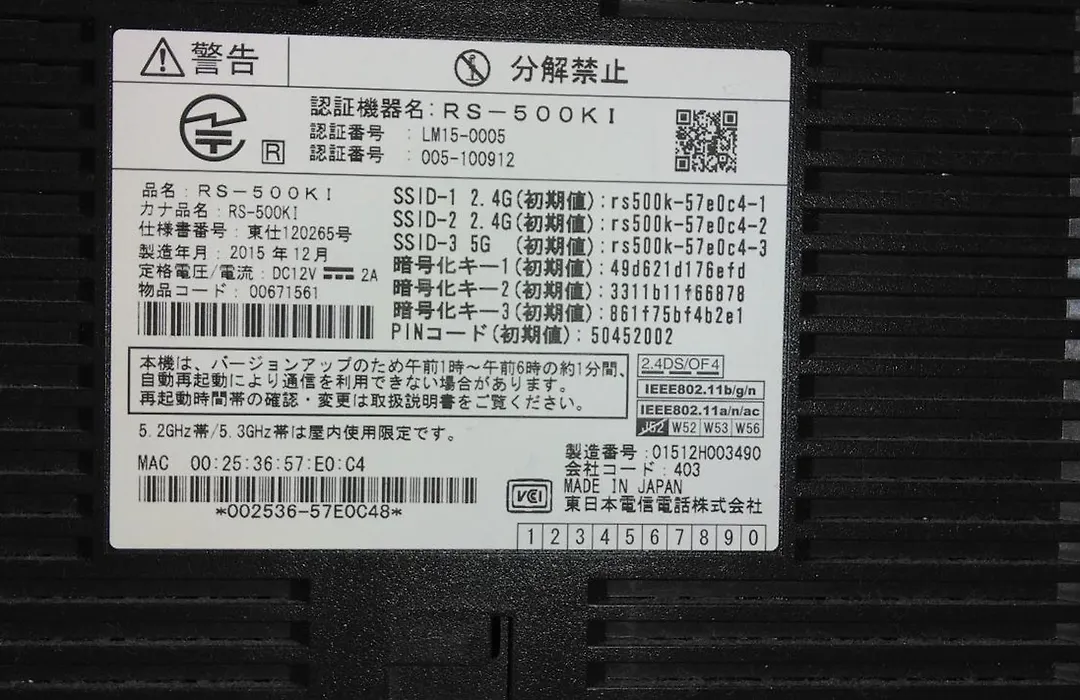 警告
分解禁止
認証機器名:RS-500KI
認証番号 : LM15-0005
認証番号 : 005-100912
R
品名:RS-500KI
カナ品名:RS-500KI
仕様書番号:東仕120265号
製造年月:2015年12月
定格電圧/電流:DC12V 2A
物品コード: 00671561
SSID-1 2.4G(初期値):rs500k-57e0c4-1
SSID-2 2.4G(初期値):rs500k-57e0c4-2
SSID-3 5G (初期値):rs500k-57e0c4-3
暗号化キー1(初期値):49d621d176efd
暗号化キー2(初期値):3311b11f66878
暗号化キー3(初期値):861f75bf4b2e1
PINコード(初期値):50452002
本機は、バージョンアップのため午前1時~午前6時の約1分間、
自動再起動により通信を利用できない場合があります。
再起動時間帯の確認・変更は取扱説明書をご覧ください。
2.4DS/OF4
IEEE802.11b/g/n
IEEE802.11a/n/ac
J52 W52 W53 W56
5.2GHz帯/5.3GHz帯は屋内使用限定です。
MAC 00:25:36:57:E0:C4
*002536-57E0C48*
製造番号:01512H003490
会社コード:403
MADE IN JAPAN
東日本電信電話株式会社
VCI
1 2 3 4 5 6 7 8 9 0